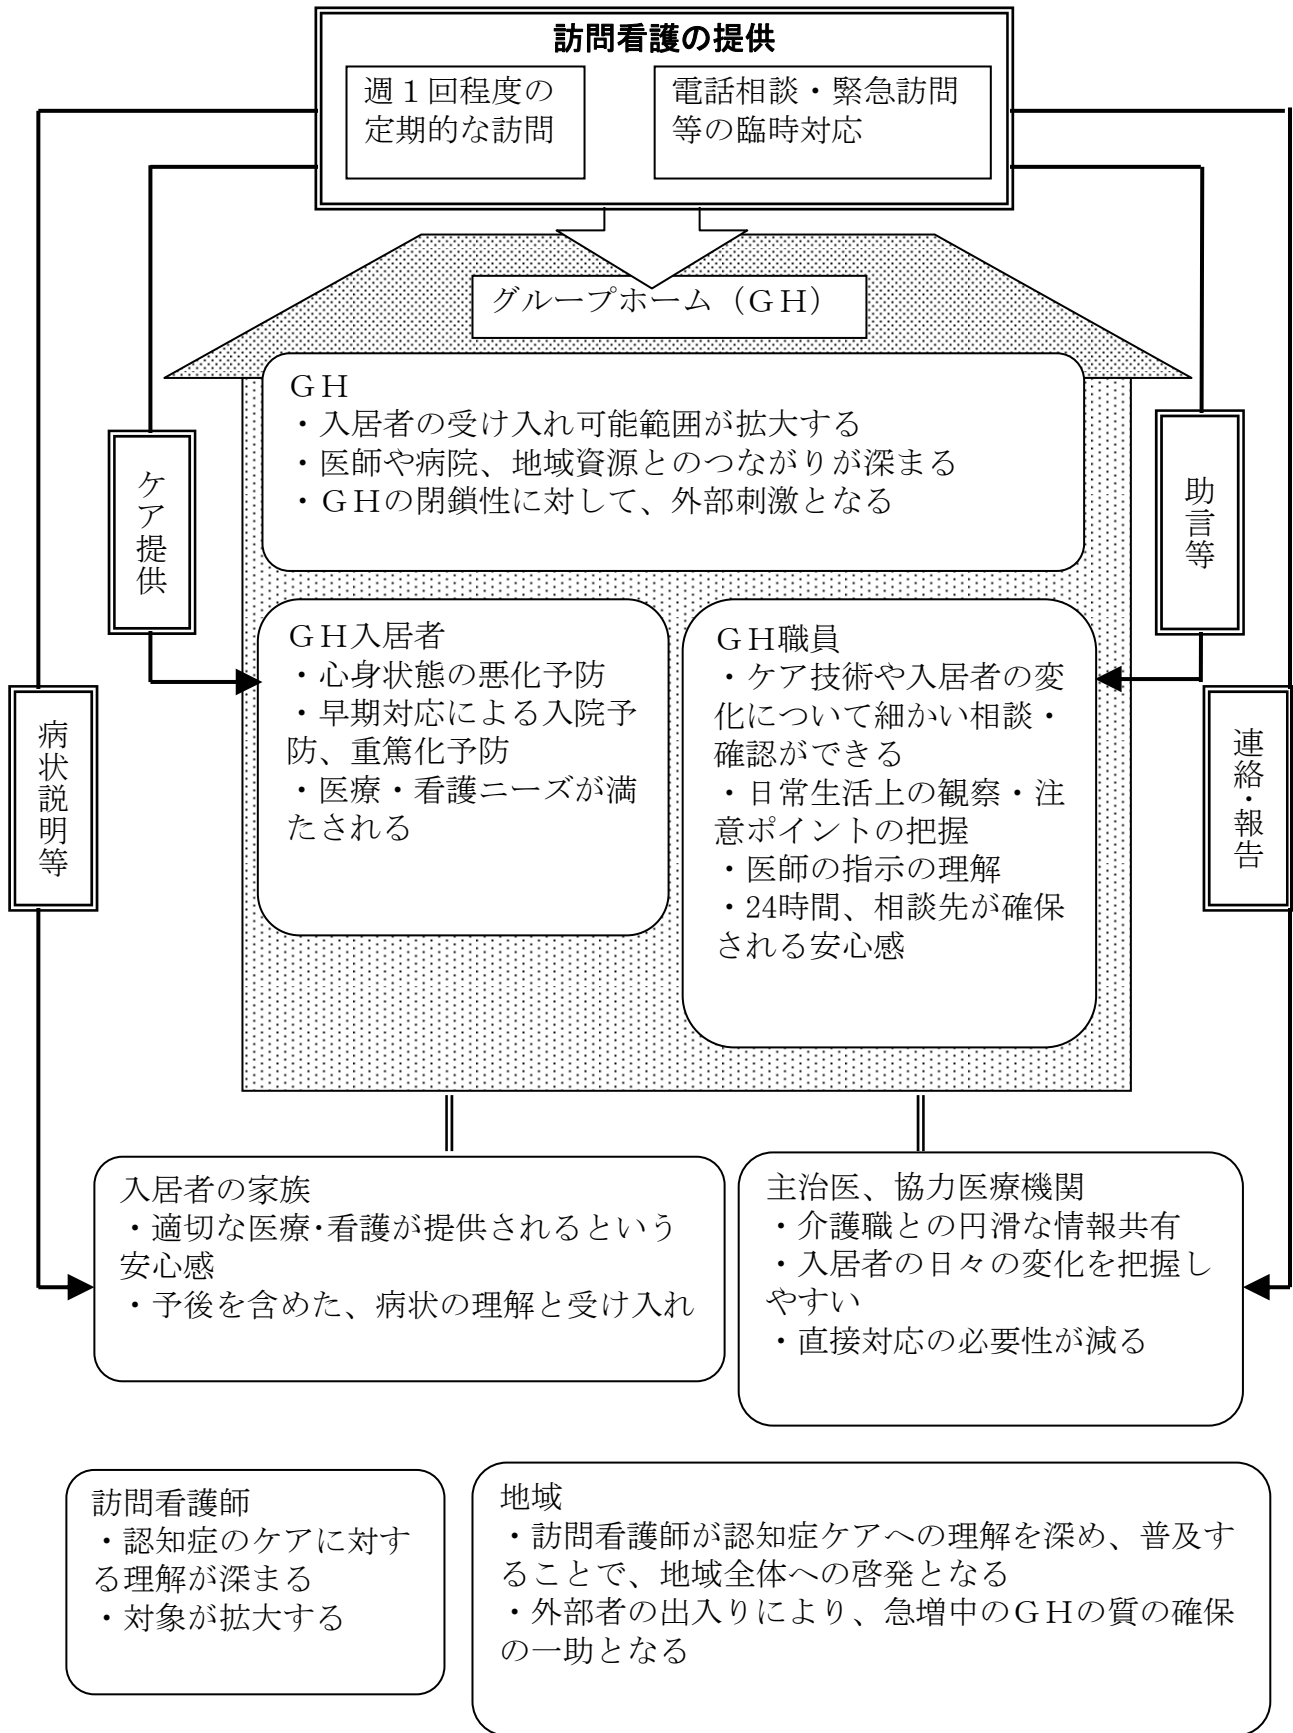 訪問看護の提供
週１回程度の
定期的な訪問
電話相談・緊急訪問
等の臨時対応
グループホーム（ＧＨ）
ＧＨ
・入居者の受け入れ可能範囲が拡大する
・医師や病院、地域資源とのつながりが深まる
・ＧＨの閉鎖性に対して、外部刺激となる
ケア提供
助言等
ＧＨ入居者
・心身状態の悪化予防
・早期対応による入院予
防、重篤化予防
・医療・看護ニーズが満
たされる
ＧＨ職員
・ケア技術や入居者の変
化について細かい相談・
確認ができる
・日常生活上の観察・注
意ポイントの把握
・医師の指示の理解
・24時間、相談先が確保
される安心感
病状説明等
連絡・報告
入居者の家族
・適切な医療・看護が提供されるという
安心感
・予後を含めた、病状の理解と受け入れ
主治医、協力医療機関
・介護職との円滑な情報共有
・入居者の日々の変化を把握し
やすい
・直接対応の必要性が減る
訪問看護師
・認知症のケアに対す
る理解が深まる
・対象が拡大する
地域
・訪問看護師が認知症ケアへの理解を深め、普及す
ることで、地域全体への啓発となる
・外部者の出入りにより、急増中のＧＨの質の確保
の一助となる